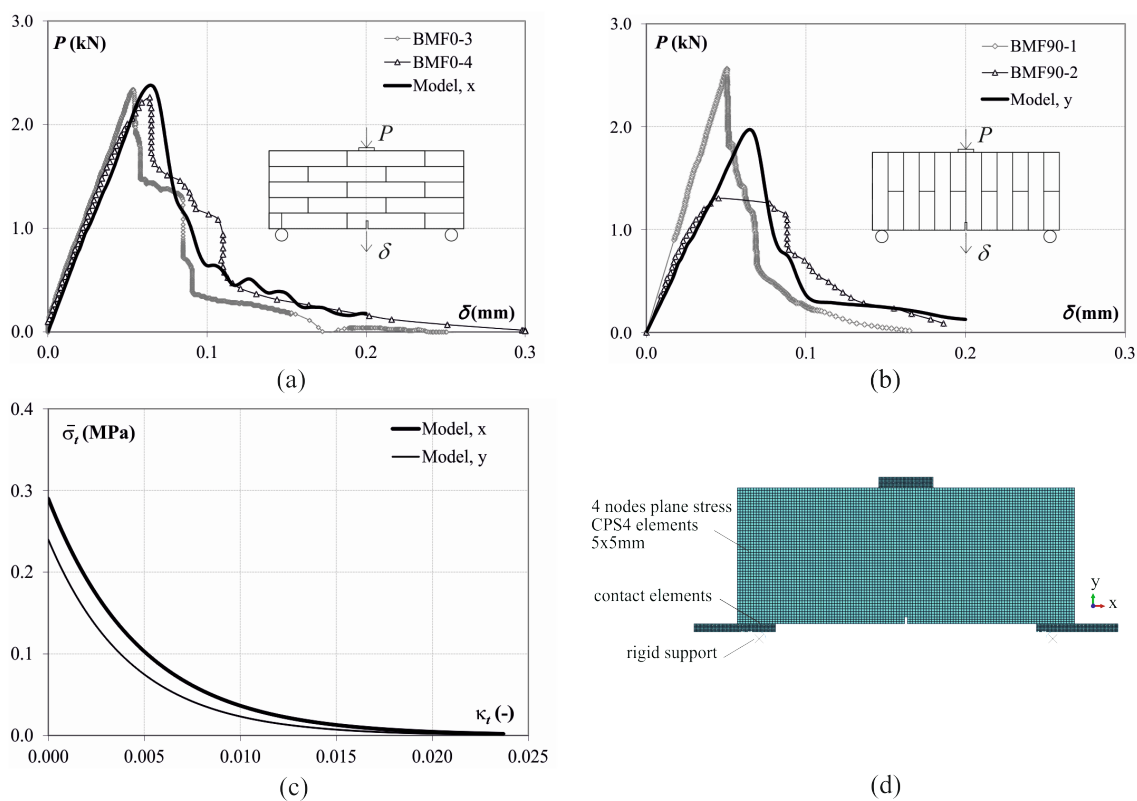 3.0
P (kN)
BMF0-3
BMF0-4
Model, x
2.0
P
1.0
δ
δ(mm)
0.0
0.0
0.1
0.2
0.3
(a)
3.0
P (kN)
BMF90-1
BMF90-2
Model, y
2.0
P
1.0
δ
δ(mm)
0.0
0.0
0.1
0.2
0.3
(b)
0.4
σ̄t (MPa)
Model, x
Model, y
0.3
0.2
0.1
κt (-)
0.0
0.000
0.005
0.010
0.015
0.020
0.025
(c)
4 nodes plane stress
CPS4 elements
5x5mm
contact elements
rigid support
y
x
(d)